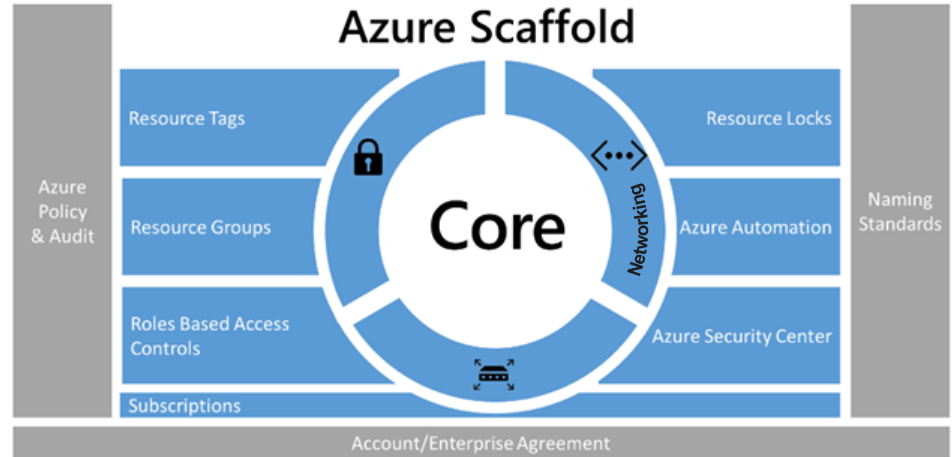 Azure Scaffold
Azure
Policy
& Audit
Resource Tags
Resource Groups
Roles Based Access
Controls
Subscriptions
Core
Networking
Resource Locks
Azure Automation
Azure Security Center
Naming
Standards
Account/Enterprise Agreement